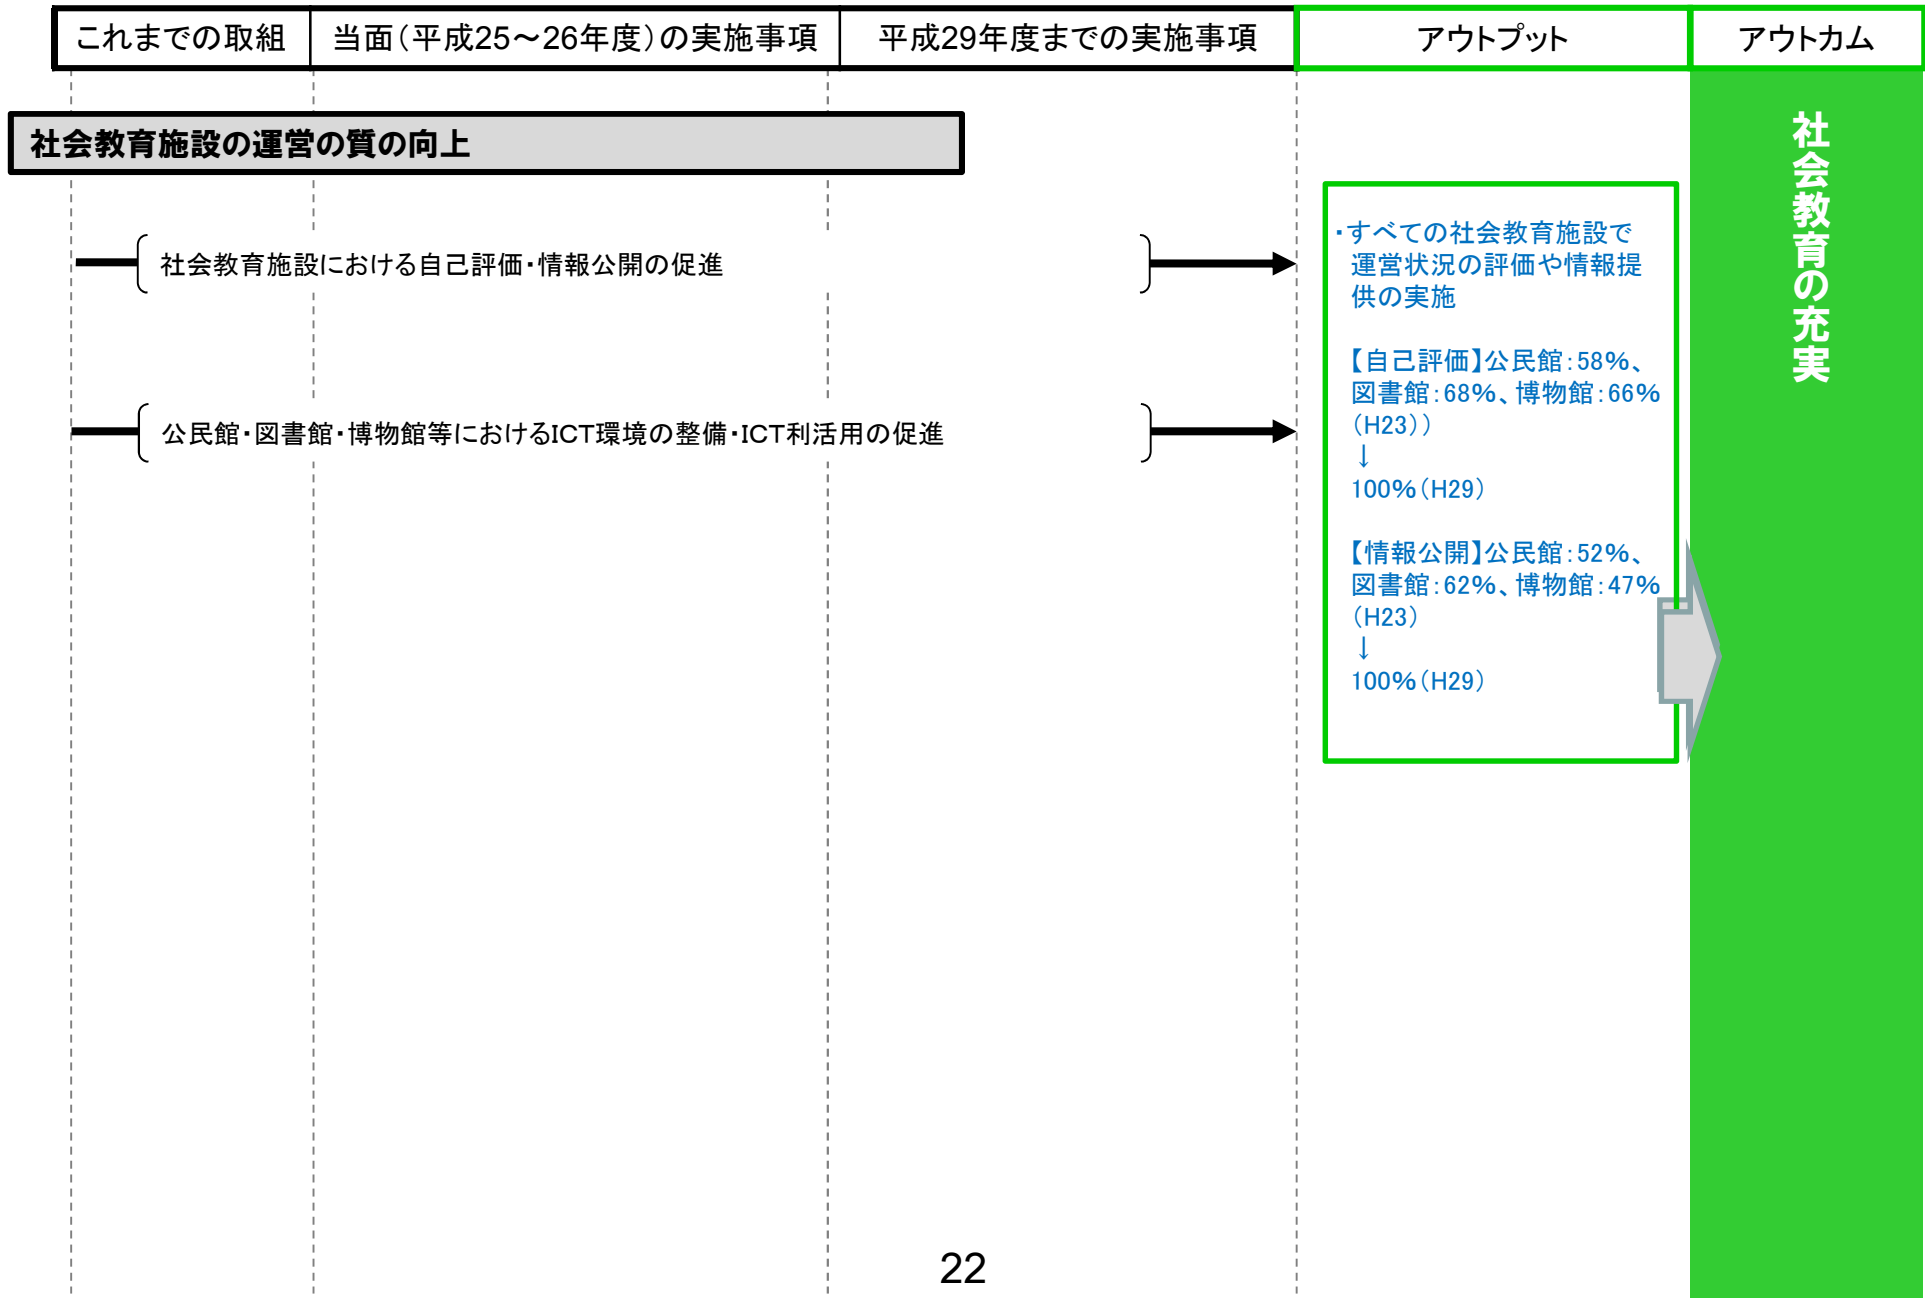 これまでの取組
当面（平成25～26年度）の実施事項
平成29年度までの実施事項
アウトプット
アウトカム
社会教育施設の運営の質の向上
社会教育施設における自己評価・情報公開の促進
公民館・図書館・博物館等におけるICT環境の整備・ICT利活用の促進
・すべての社会教育施設で
運営状況の評価や情報提
供の実施
【自己評価】公民館：58％、
図書館：68％、博物館：66％
（H23））
↓
100％（H29）
【情報公開】公民館：52％、
図書館：62％、博物館：47％
（H23）
↓
100％（H29）
社会教育の充実
22